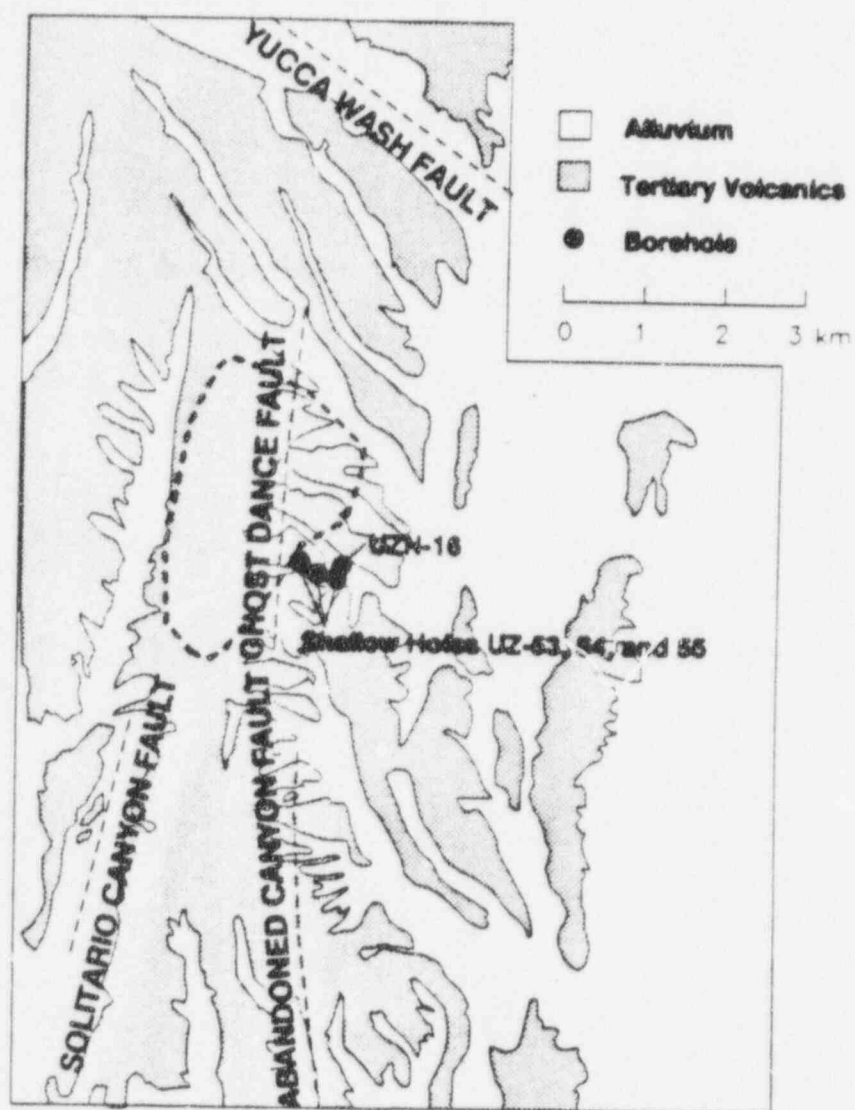 YUCCA WASH FAULT
Alluvium
Tertiary Volcanics
Borehole
0 1 2 3 km
GHOST DANCE FAULT
UZN-16
Shallow Holes UZ-53, 54, and 55
SOLITARIO CANYON FAULT
ABANDONED CANYON FAULT